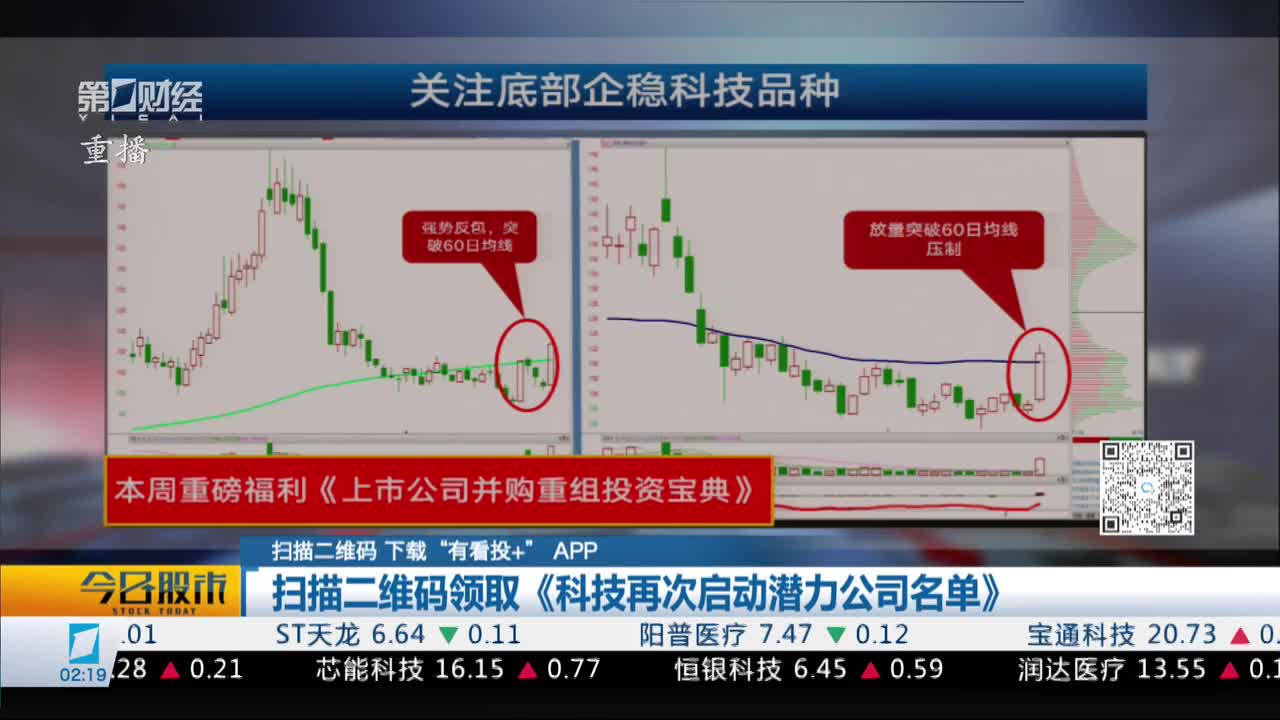 关注底部企稳科技品种
第一财经
YICAI
重播
强势反包，突
破60日均线
放量突破60日均线
压制
本周重磅福利《上市公司并购重组投资宝典》
扫描二维码 下载“有看投+” APP
今日股市
STOCK TODAY
扫描二维码领取《科技再次启动潜力公司名单》
.01 ST天龙 6.64 ▼ 0.11 阳普医疗 7.47 ▼ 0.12 宝通科技 20.73 ▲ 0.
02:19
.28 ▲ 0.21 芯能科技 16.15 ▲ 0.77 恒银科技 6.45 ▲ 0.59 润达医疗 13.55 ▲ 0.1